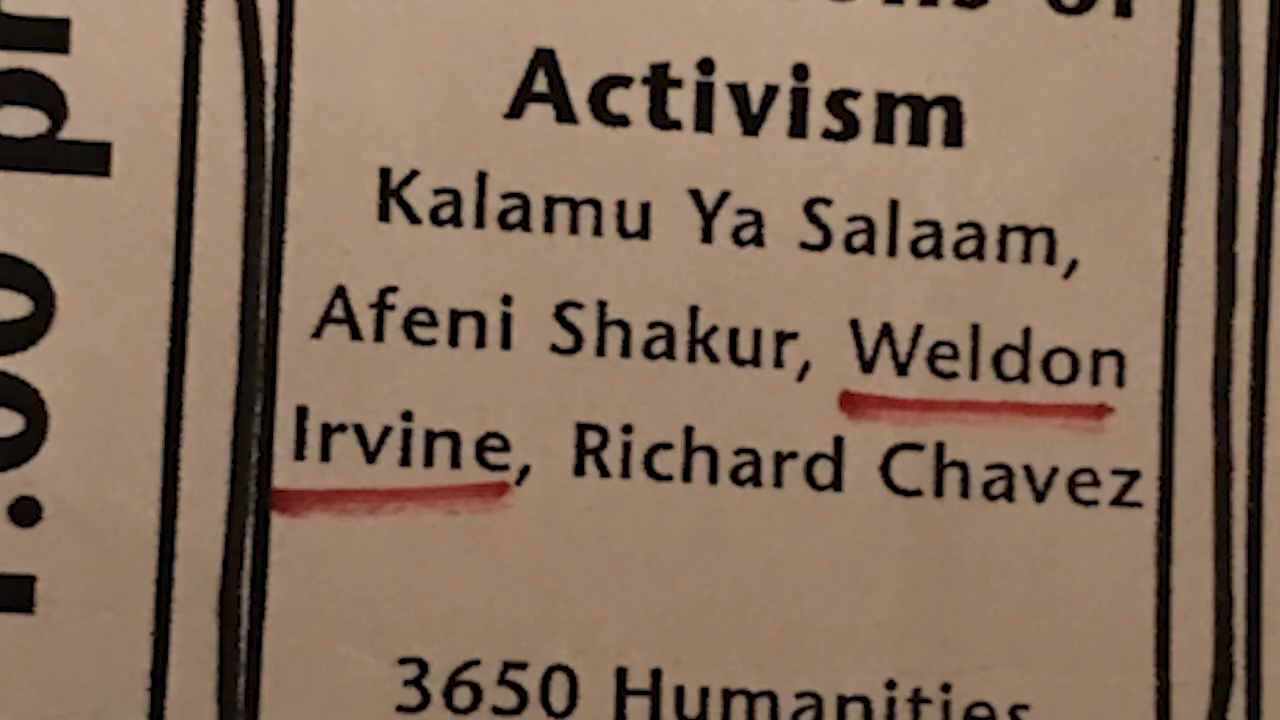 Activism
Kalamu Ya Salaam,
Afeni Shakur, Weldon
Irvine, Richard Chavez
3650 Humanities